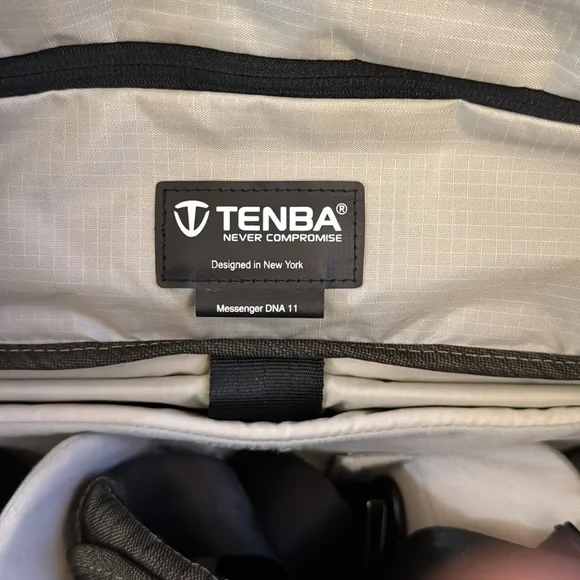 TENBA®
NEVER COMPROMISE
Designed in New York
Messenger DNA 11